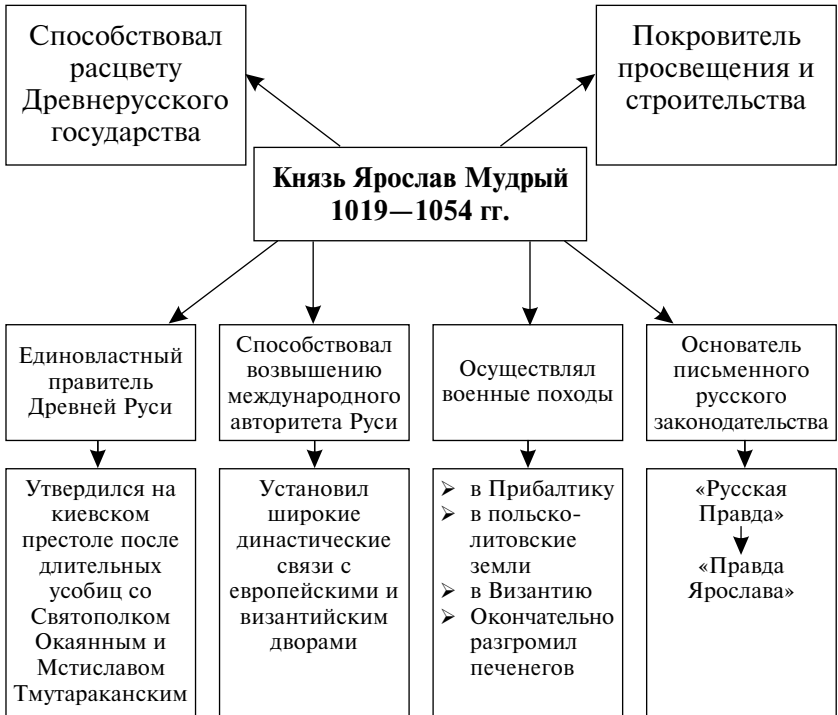 Способствовал
расцвету
Древнерусского
государства
Покровитель
просвещения и
строительства
Князь Ярослав Мудрый
1019—1054 гг.
Единовластный
правитель
Древней Руси
Способствовал
возвышению
международного
авторитета Руси
Осуществлял
военные походы
Основатель
письменного
русского
законодательства
Утвердился на
киевском
престоле после
длительных
усобиц со
Святополком
Окаянным и
Мстиславом
Тмутараканским
Установил
широкие
династические
связи с
европейскими и
византийским
дворами
➢ в Прибалтику
➢ в польско-
литовские
земли
➢ в Византию
➢ Окончательно
разгромил
печенегов
«Русская
Правда»
«Правда
Ярослава»